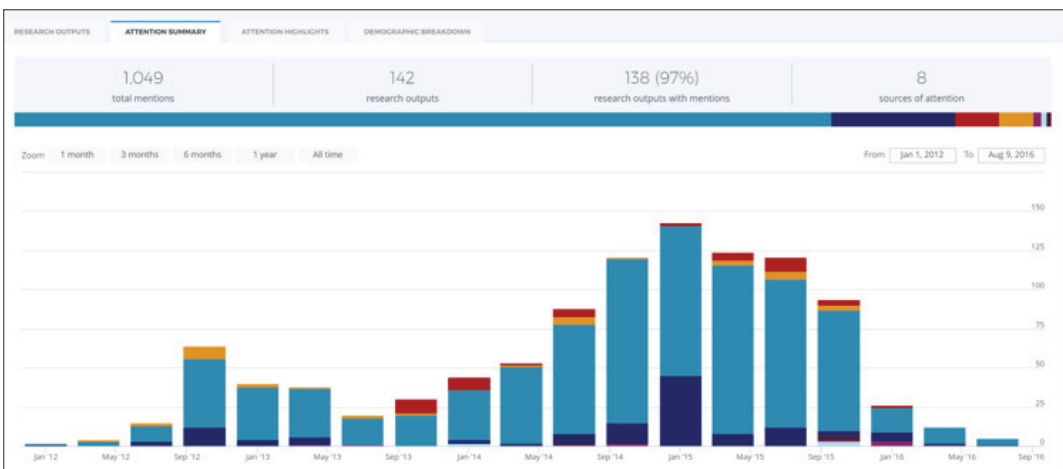 RESEARCH OUTPUTS ATTENTION SUMMARY ATTENTION HIGHLIGHTS DEMOGRAPHIC BREAKDOWN
1,049 142 138 (97%) 8
total mentions research outputs research outputs with mentions sources of attention
Zoom 1 month 3 months 6 months 1 year All time From Jan 1, 2012 To Aug 9, 2016
150
125
100
75
50
25
0
Jan '12 May '12 Sep '12 Jan '13 May '13 Sep '13 Jan '14 May '14 Sep '14 Jan '15 May '15 Sep '15 Jan '16 May '16 Sep '16